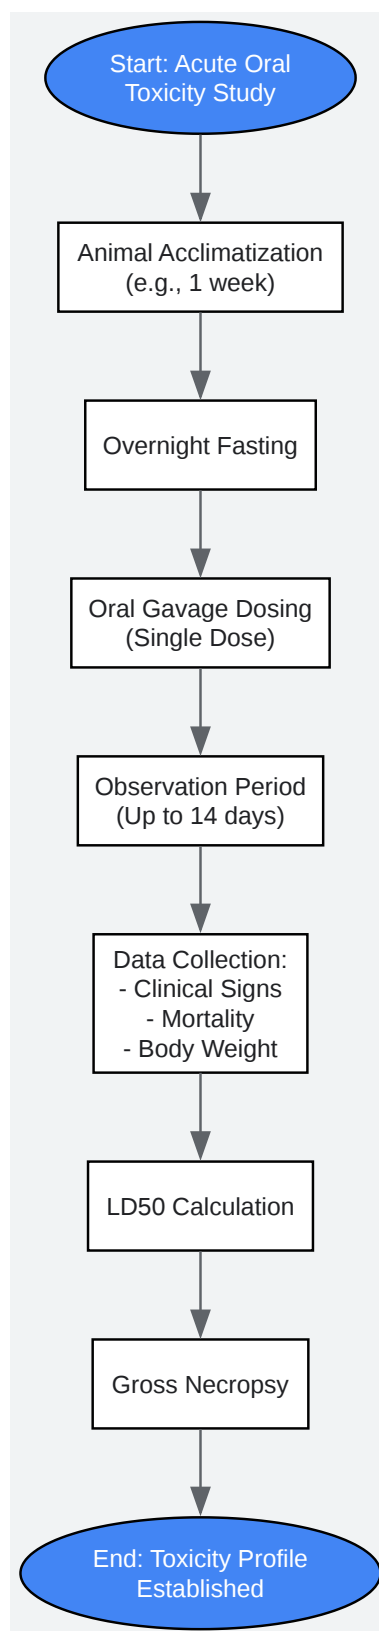 Start: Acute Oral
Toxicity Study
Animal Acclimatization
(e.g., 1 week)
Overnight Fasting
Oral Gavage Dosing
(Single Dose)
Observation Period
(Up to 14 days)
Data Collection:
- Clinical Signs
- Mortality
- Body Weight
LD50 Calculation
Gross Necropsy
End: Toxicity Profile
Established